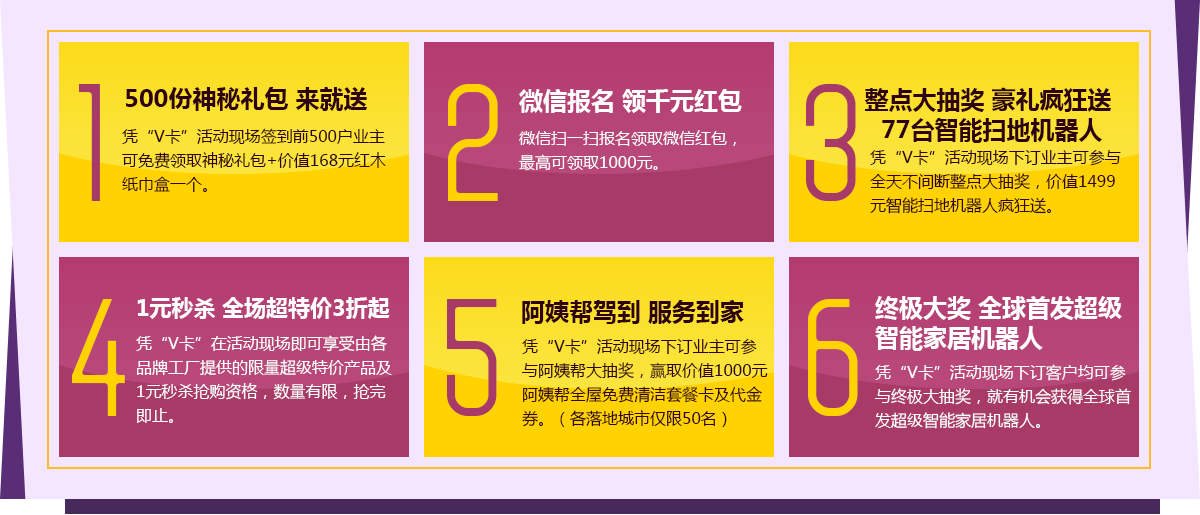 1
500份神秘礼包 来就送
凭“V卡”活动现场签到前500户业主
可免费领取神秘礼包+价值168元红木
纸巾盒一个。
2
微信报名 领千元红包
微信扫一扫报名领取微信红包，
最高可领取1000元。
3
整点大抽奖 豪礼疯狂送
77台智能扫地机器人
凭“V卡”活动现场下订业主可参与
全天不间断整点大抽奖，价值1499
元智能扫地机器人疯狂送。
4
1元秒杀 全场超特价3折起
凭“V卡”在活动现场即可享受由各
品牌工厂提供的限量超级特价产品及
1元秒杀抢购资格，数量有限，抢完
即止。
5
阿姨帮驾到 服务到家
凭“V卡”活动现场下订业主可参
与阿姨帮大抽奖，赢取价值1000元
阿姨帮全屋免费清洁套餐卡及代金
券。（各落地城市仅限50名）
6
终极大奖 全球首发超级
智能家居机器人
凭“V卡”活动现场下订客户均可参
与终极大抽奖，就有机会获得全球首
发超级智能家居机器人。